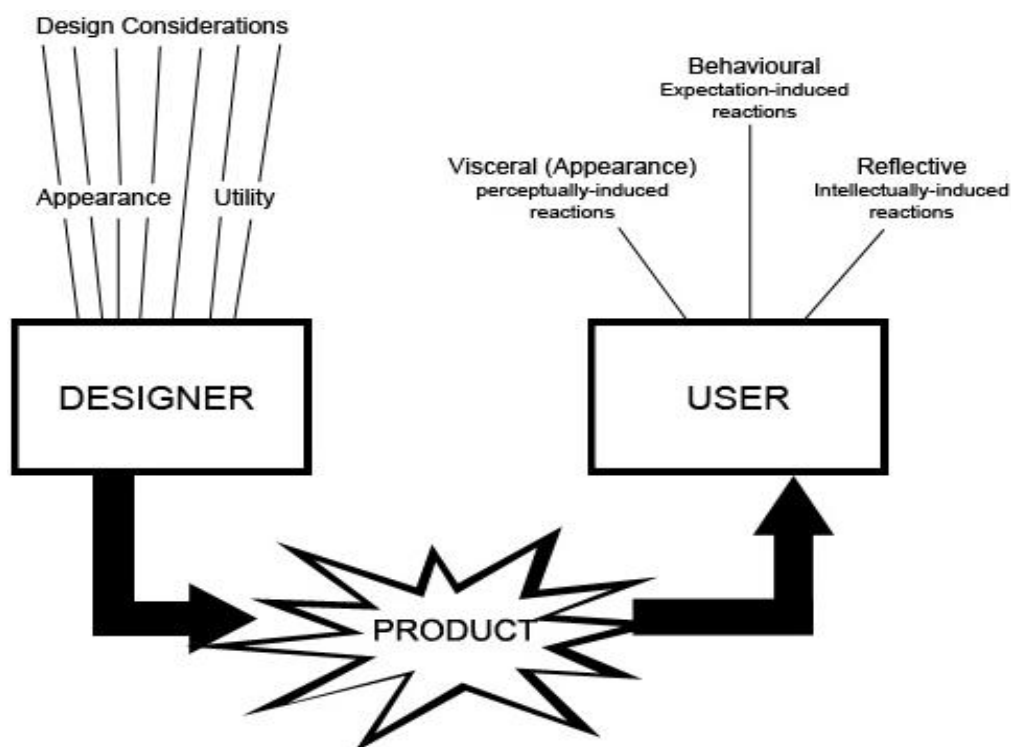 Design Considerations
Appearance
Utility
DESIGNER
Behavioural
Expectation-induced
reactions
Visceral (Appearance)
perceptually-induced
reactions
Reflective
Intellectually-induced
reactions
USER
PRODUCT